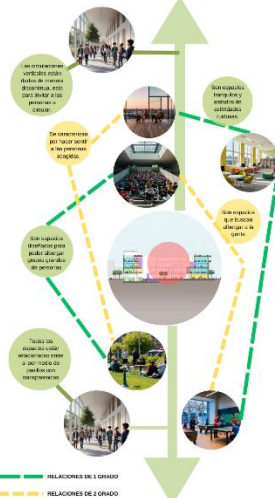 Las circulaciones
verticales están
dadas de manera
discontinua, esto
para invitar a las
personas a
circular.
Son espacios
tranquilos y
aislados de
actividades
ruidosas.
Se caracterizan
por hacer sentir
a las personas
acogidas.
Son espacios
que buscan
albergar a la
gente
Son espacios
diseñados para
poder albergar
grupos grandes
de personas
Todos los
espacios están
relacionados entre
si por medio de
pasillos con
transparencias
RELACIONES DE 1 GRADO
RELACIONES DE 2 GRADO